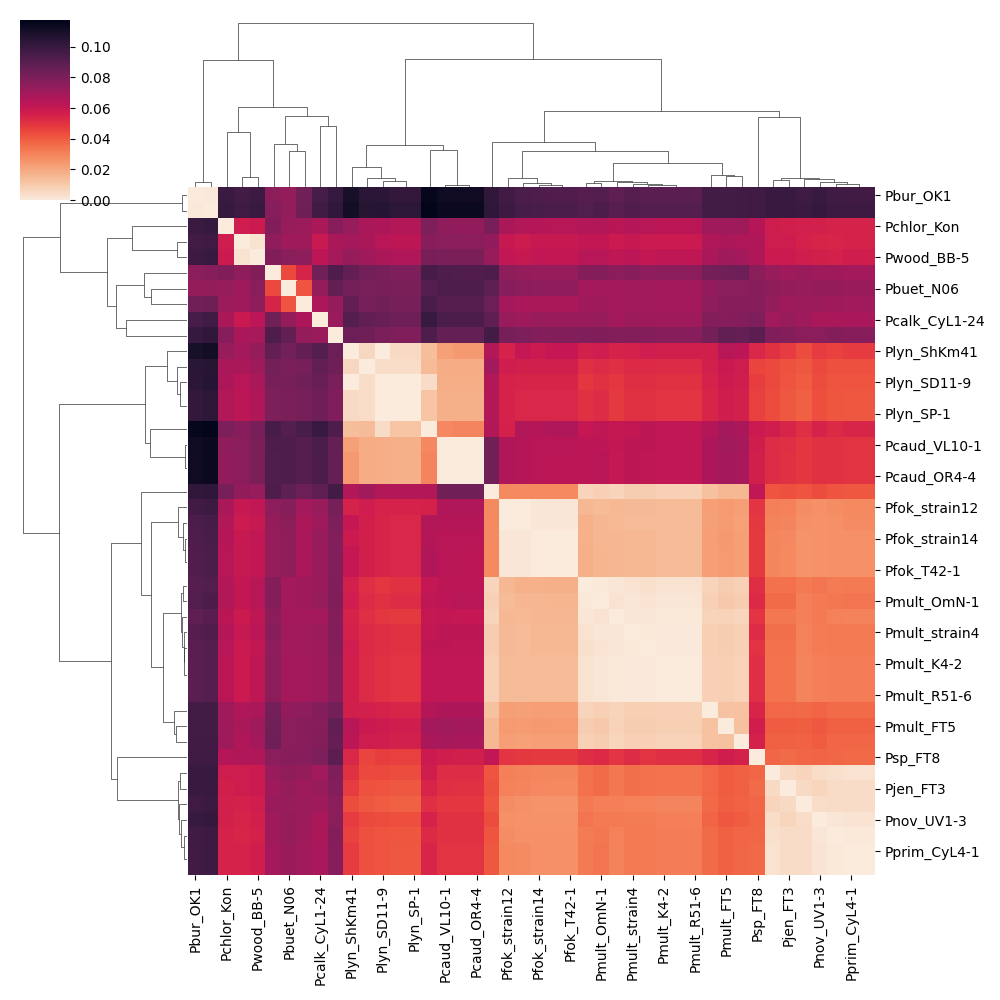 0.10
0.08
0.06
0.04
0.02
0.00
Pbur_OK1
Pchlor_Kon
Pwood_BB-5
Pbuet_N06
Pcalk_CyL1-24
Plyn_ShKm41
Plyn_SD11-9
Plyn_SP-1
Pcaud_VL10-1
Pcaud_OR4-4
Pfok_strain12
Pfok_strain14
Pfok_T42-1
Pmult_OmN-1
Pmult_strain4
Pmult_K4-2
Pmult_R51-6
Pmult_FT5
Psp_FT8
Pjen_FT3
Pnov_UV1-3
Pprim_CyL4-1
Pbur_OK1
Pchlor_Kon
Pwood_BB-5
Pbuet_N06
Pcalk_CyL1-24
Plyn_ShKm41
Plyn_SD11-9
Plyn_SP-1
Pcaud_VL10-1
Pcaud_OR4-4
Pfok_strain12
Pfok_strain14
Pfok_T42-1
Pmult_OmN-1
Pmult_strain4
Pmult_K4-2
Pmult_R51-6
Pmult_FT5
Psp_FT8
Pjen_FT3
Pnov_UV1-3
Pprim_CyL4-1